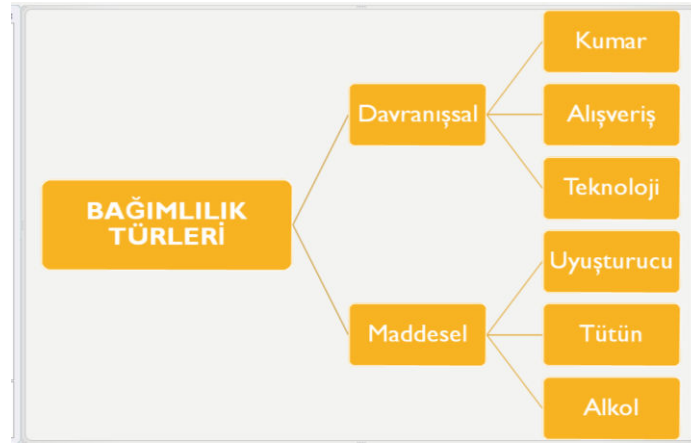 BAĞIMLILIK
TÜRLERİ
Davranışsal
Kumar
Alışveriş
Teknoloji
Maddesel
Uyuşturucu
Tütün
Alkol